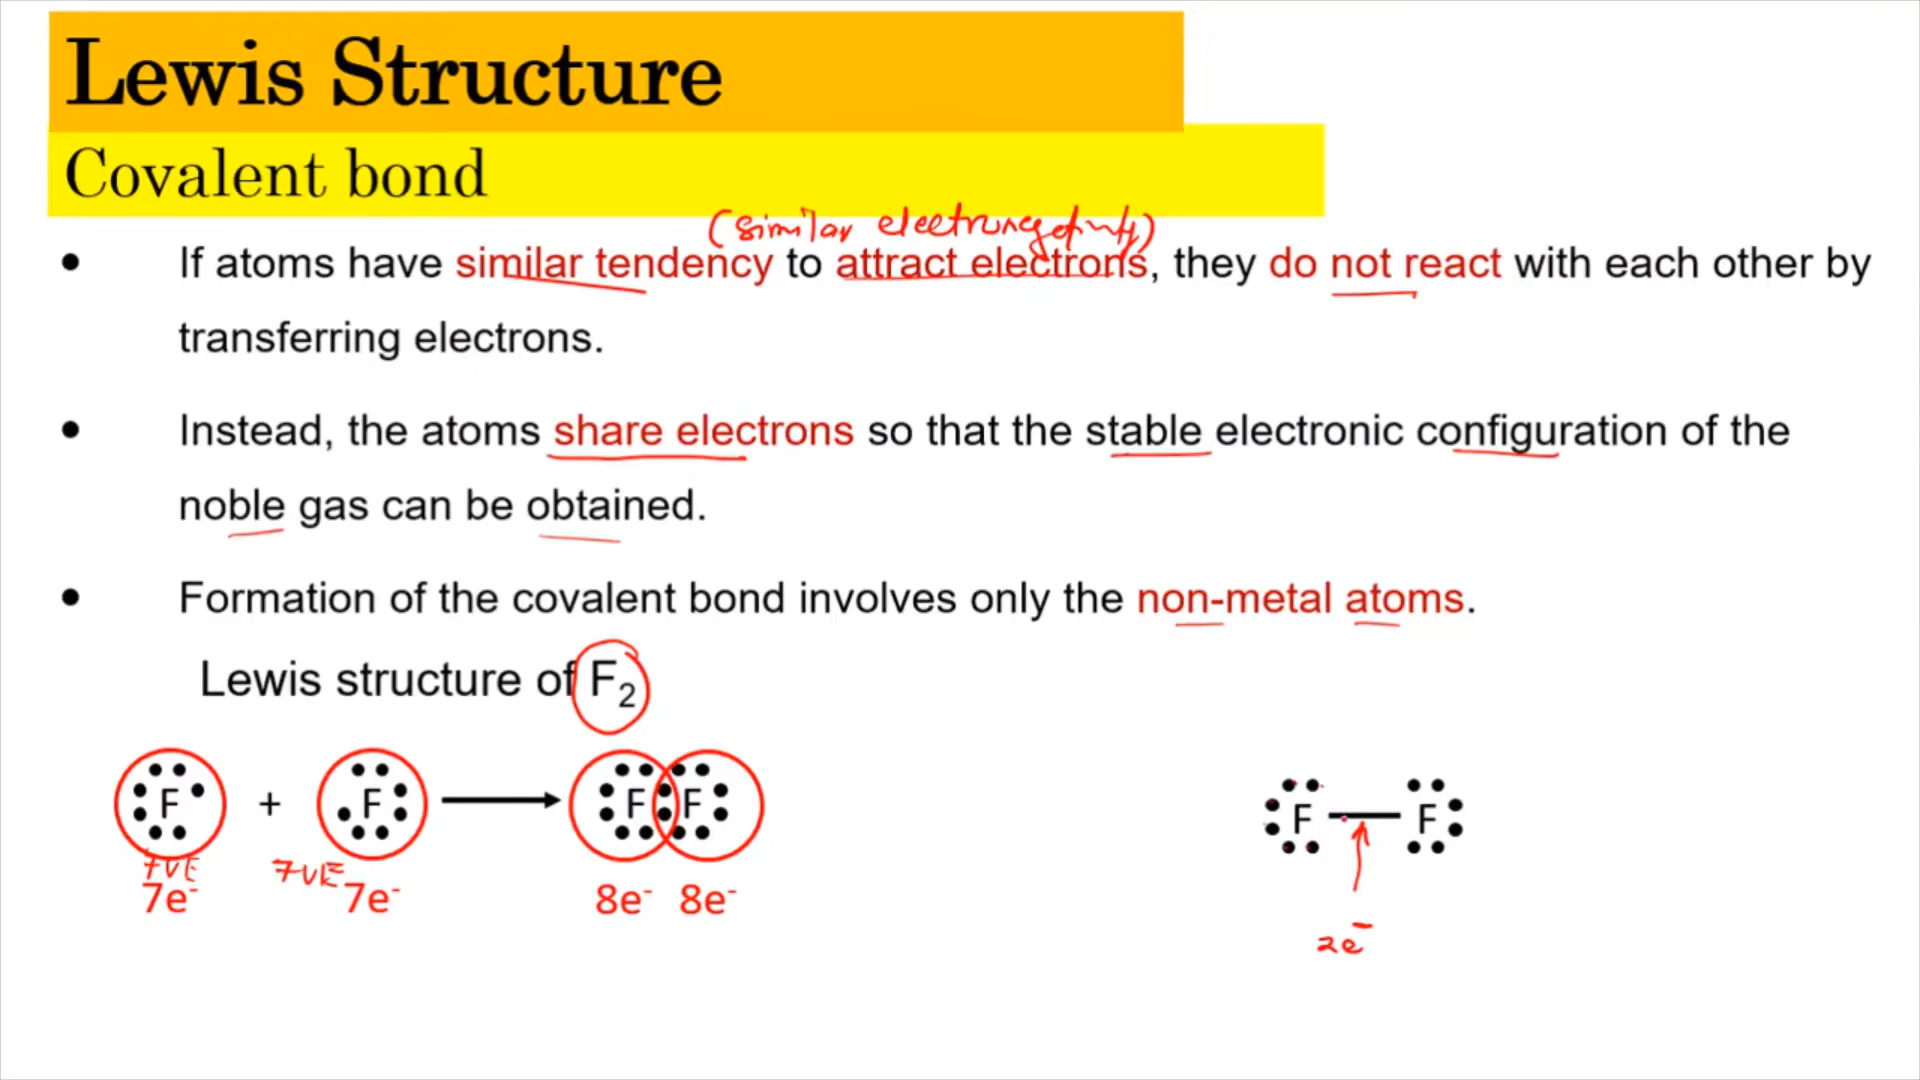 Lewis Structure
Covalent bond
(similar electronegativity)
• If atoms have similar tendency to attract electrons, they do not react with each other by
transferring electrons.
• Instead, the atoms share electrons so that the stable electronic configuration of the
noble gas can be obtained.
• Formation of the covalent bond involves only the non-metal atoms.
Lewis structure of F₂
F + F F F F F
7VE 7VE
7e⁻ 7e⁻ 8e⁻ 8e⁻
2e⁻